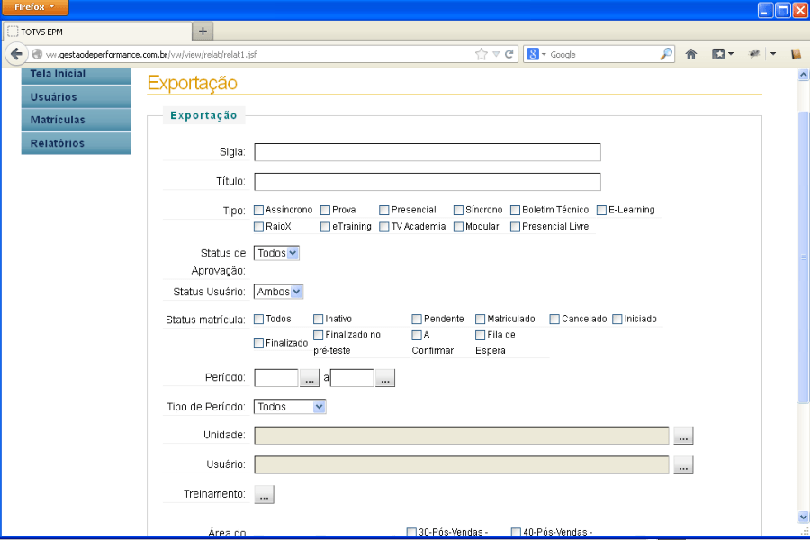 Firefox
TOTVS EPM
ww.gestaodeperformance.com.br/vw/view/relat/relat1.jsf
Google
Tela Inicial
Usuários
Matrículas
Relatórios
Exportação
Exportação
Sigla:
Título:
Tipo: Assíncrono Prova Presencial Síncrono Boletim Técnico E-Learning
RaioX eTraining TV Academia Modular Presencial Livre
Status de Todos
Aprovação:
Status Usuário: Ambos
Status matrícula: Todos Inativo Pendente Matriculado Cancelado Iniciado
Finalizado Finalizado no A Fila de
pré-teste Confirmar Espera
Período: ... a ...
Tipo de Período: Todos
Unidade: ...
Usuário: ...
Treinamento: ...
Área do 30-Pós-Vendas - 40-Pós-Vendas -